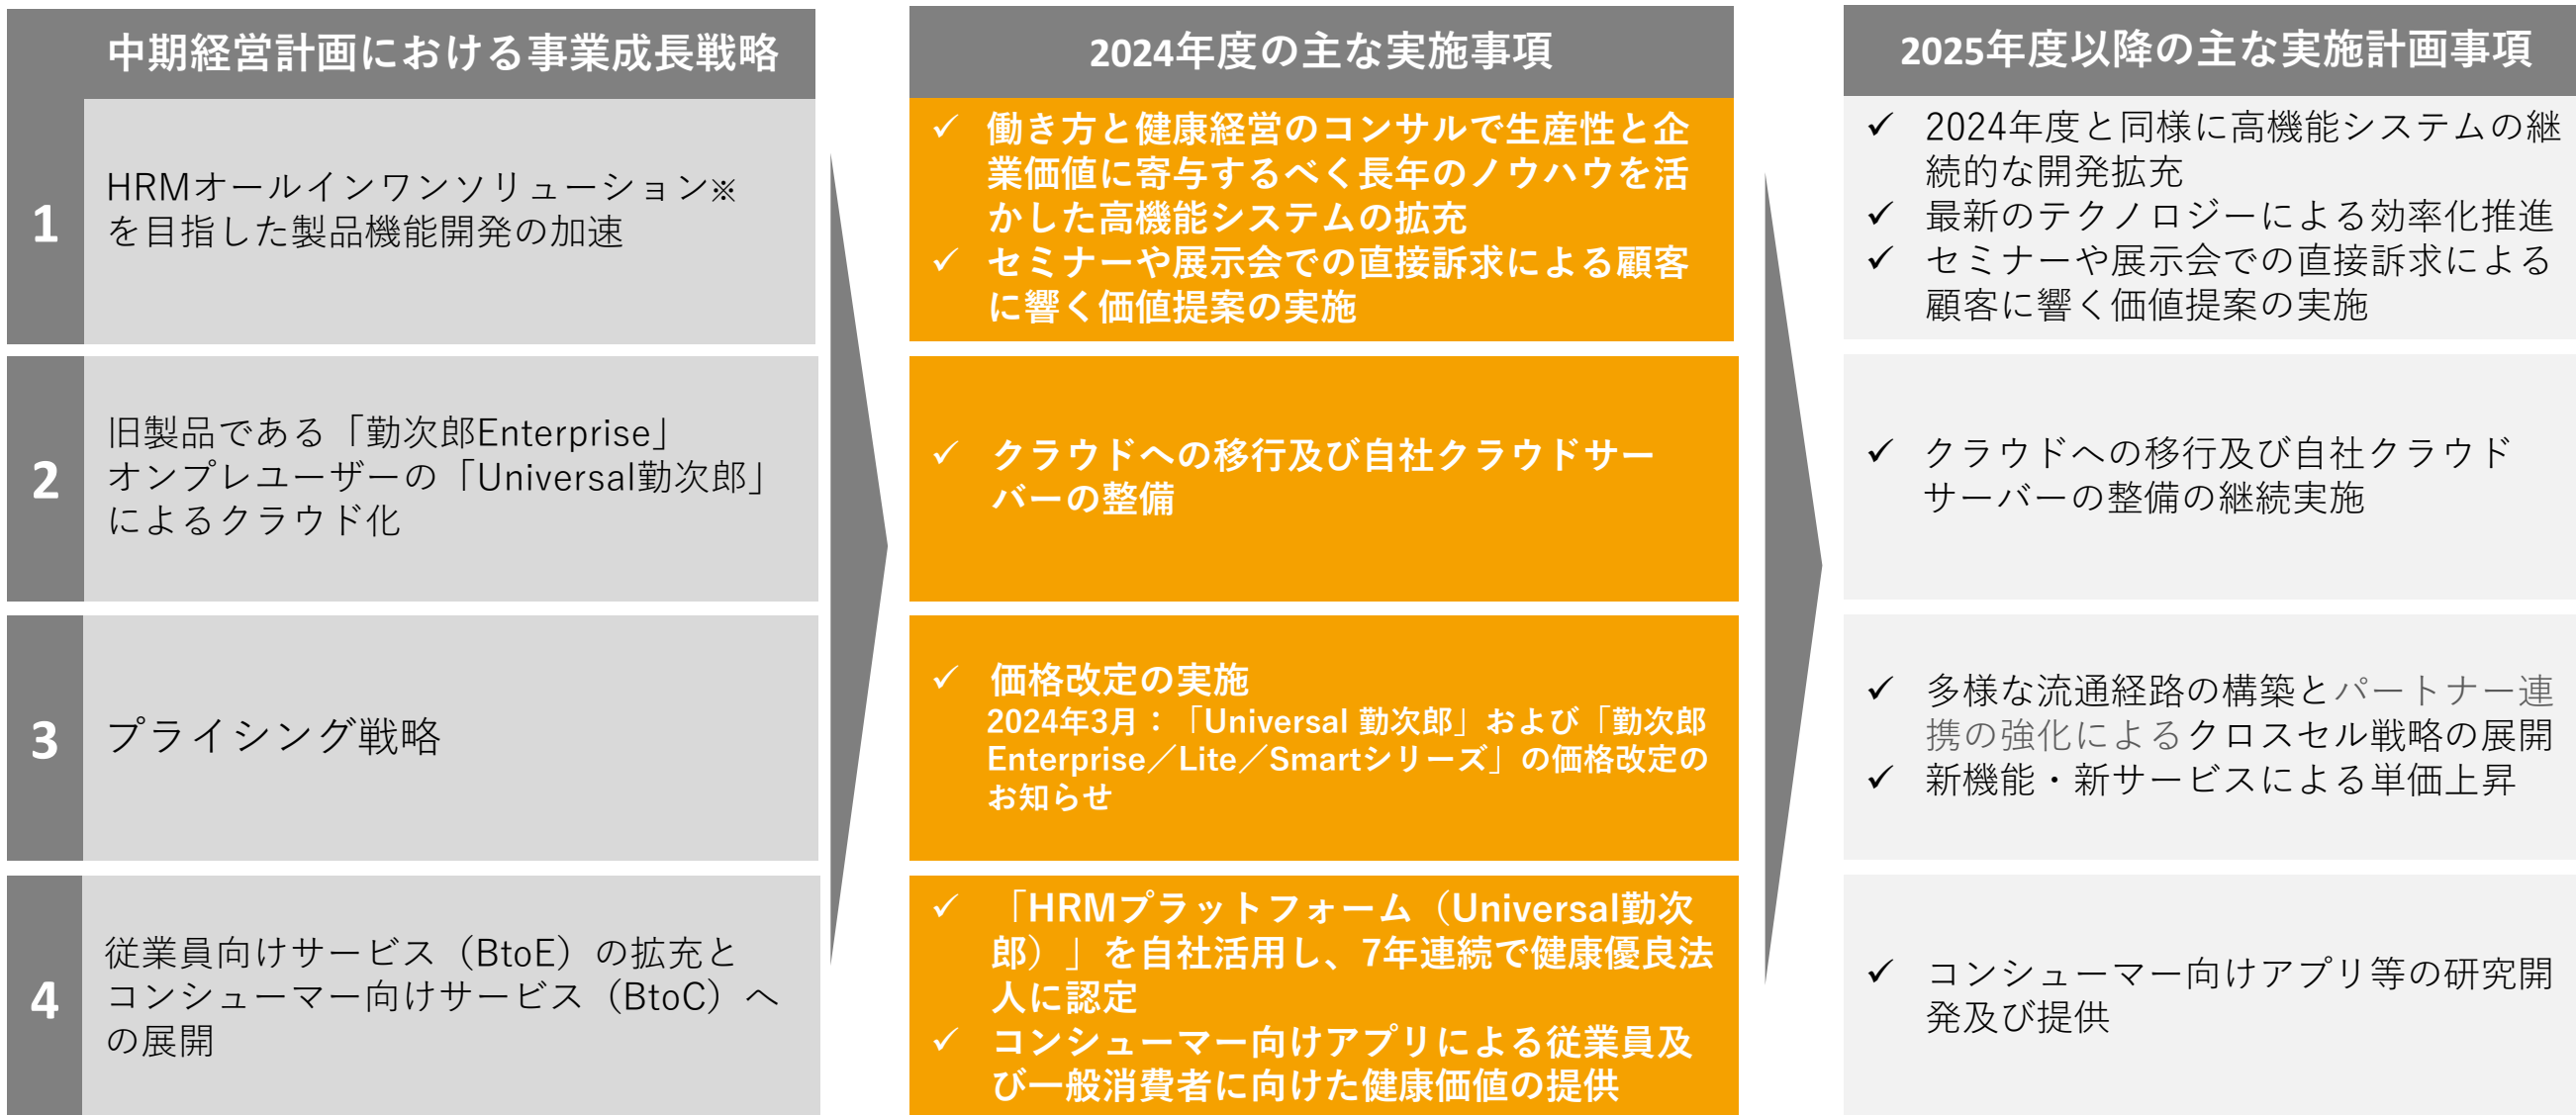 中期経営計画における事業成長戦略
2024年度の主な実施事項
2025年度以降の主な実施計画事項
1
HRMオールインワンソリューション※
を目指した製品機能開発の加速
✓ 働き方と健康経営のコンサルで生産性と企
業価値に寄与するべく長年のノウハウを活
かした高機能システムの拡充
✓ セミナーや展示会での直接訴求による顧客
に響く価値提案の実施
✓ 2024年度と同様に高機能システムの継
続的な開発拡充
✓ 最新のテクノロジーによる効率化推進
✓ セミナーや展示会での直接訴求による
顧客に響く価値提案の実施
2
旧製品である「勤次郎Enterprise」
オンプレユーザーの「Universal勤次郎」
によるクラウド化
✓ クラウドへの移行及び自社クラウドサー
バーの整備
✓ クラウドへの移行及び自社クラウド
サーバーの整備の継続実施
3
プライシング戦略
✓ 価格改定の実施
2024年3月：「Universal 勤次郎」および「勤次郎
Enterprise／Lite／Smartシリーズ」の価格改定の
お知らせ
✓ 多様な流通経路の構築とパートナー連
携の強化によるクロスセル戦略の展開
✓ 新機能・新サービスによる単価上昇
4
従業員向けサービス（BtoE）の拡充と
コンシューマー向けサービス（BtoC）へ
の展開
✓ 「HRMプラットフォーム（Universal勤次
郎）」を自社活用し、7年連続で健康優良法
人に認定
✓ コンシューマー向けアプリによる従業員及
び一般消費者に向けた健康価値の提供
✓ コンシューマー向けアプリ等の研究開
発及び提供